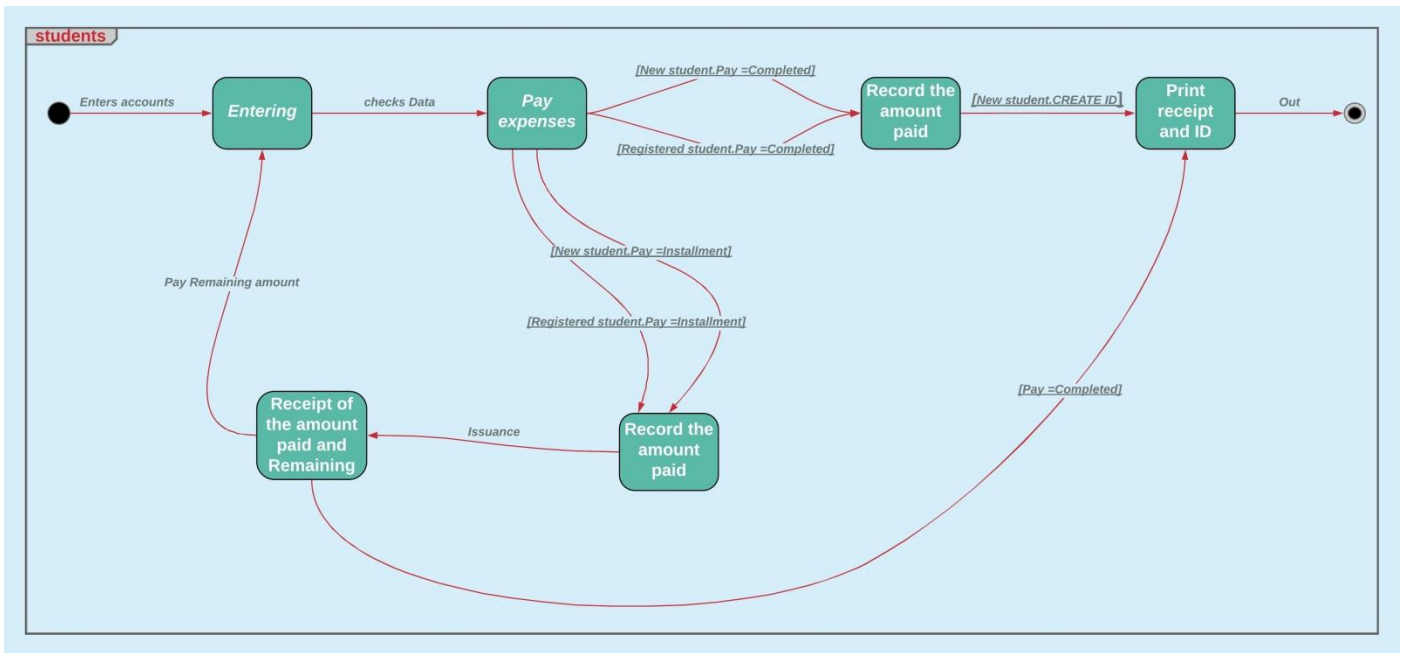 students
Enters accounts
Entering
checks Data
Pay
expenses
[New student.Pay =Completed]
[Registered student.Pay =Completed]
Record the
amount
paid
[New student.CREATE ID]
Print
receipt
and ID
Out
[New student.Pay =Installment]
[Registered student.Pay =Installment]
Pay Remaining amount
[Pay =Completed]
Receipt of
the amount
paid and
Remaining
Issuance
Record the
amount
paid